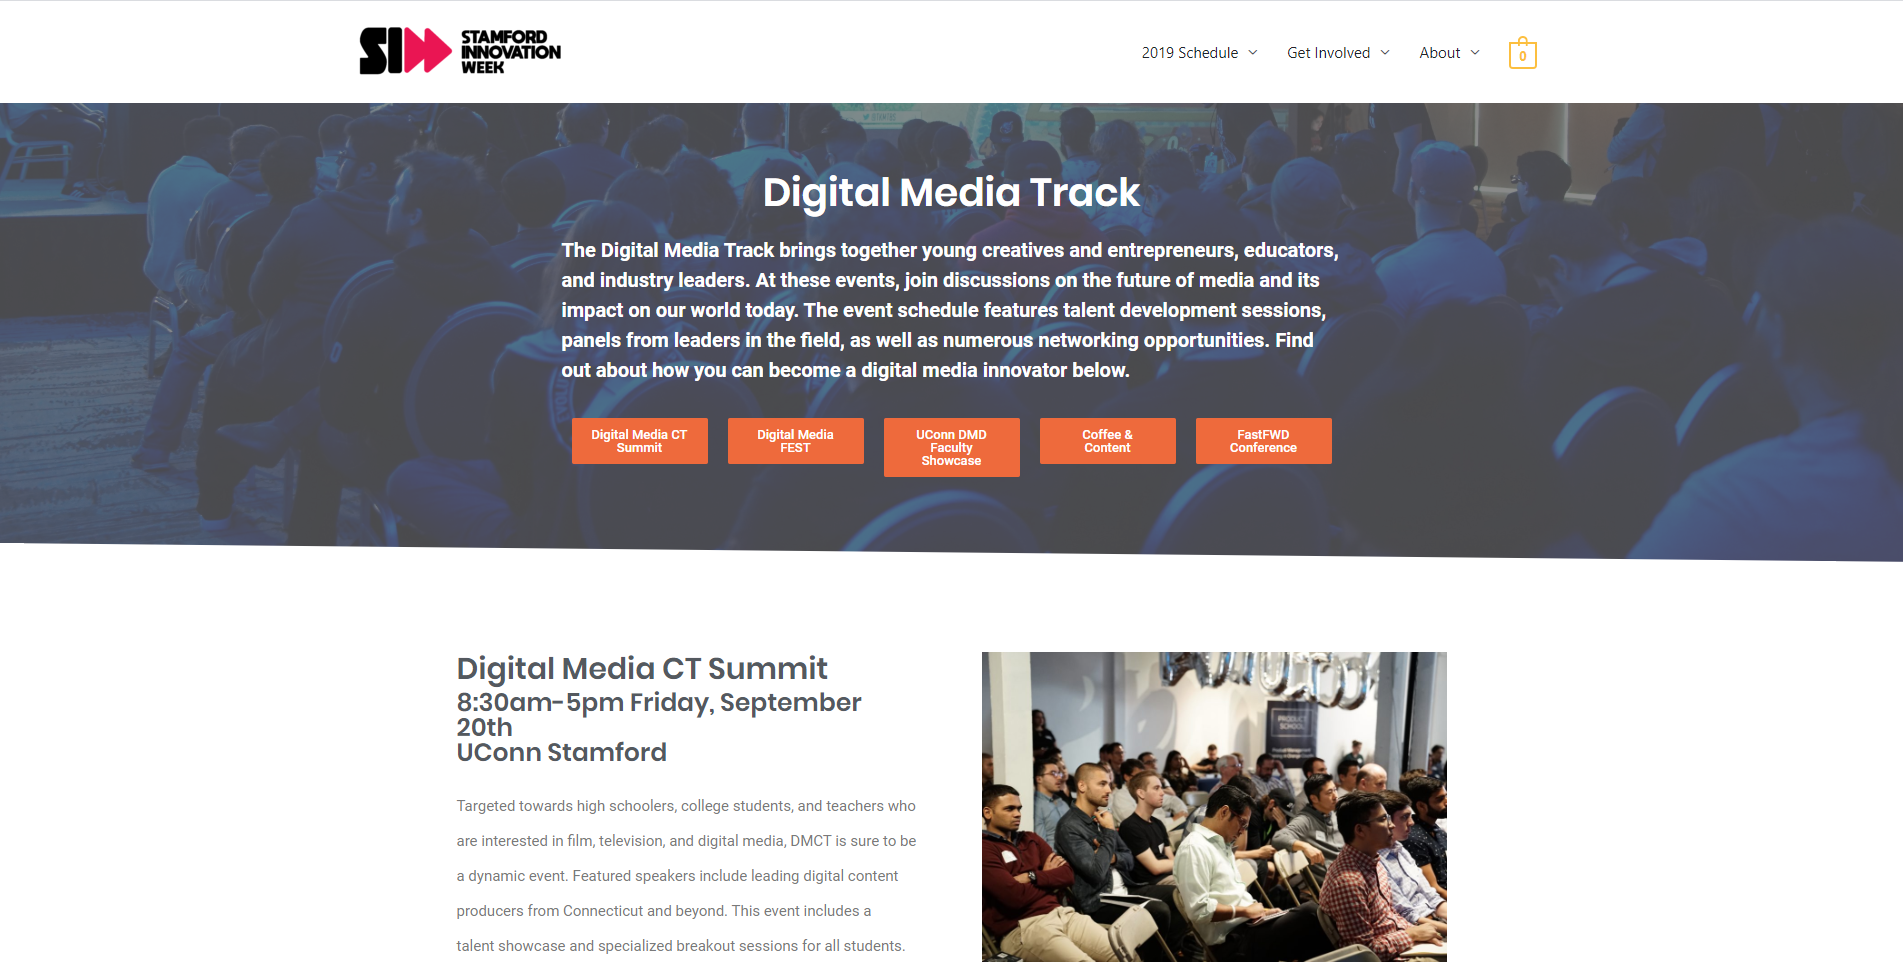 STAMFORD
INNOVATION
WEEK
2019 Schedule
Get Involved
About
0
Digital Media Track
The Digital Media Track brings together young creatives and entrepreneurs, educators,
and industry leaders. At these events, join discussions on the future of media and its
impact on our world today. The event schedule features talent development sessions,
panels from leaders in the field, as well as numerous networking opportunities. Find
out about how you can become a digital media innovator below.
Digital Media CT
Summit
Digital Media
FEST
UConn DMD
Faculty
Showcase
Coffee &
Content
FastFWD
Conference
Digital Media CT Summit
8:30am-5pm Friday, September
20th
UConn Stamford
Targeted towards high schoolers, college students, and teachers who
are interested in film, television, and digital media, DMCT is sure to be
a dynamic event. Featured speakers include leading digital content
producers from Connecticut and beyond. This event includes a
talent showcase and specialized breakout sessions for all students.
PRODUCT
SCHOOL